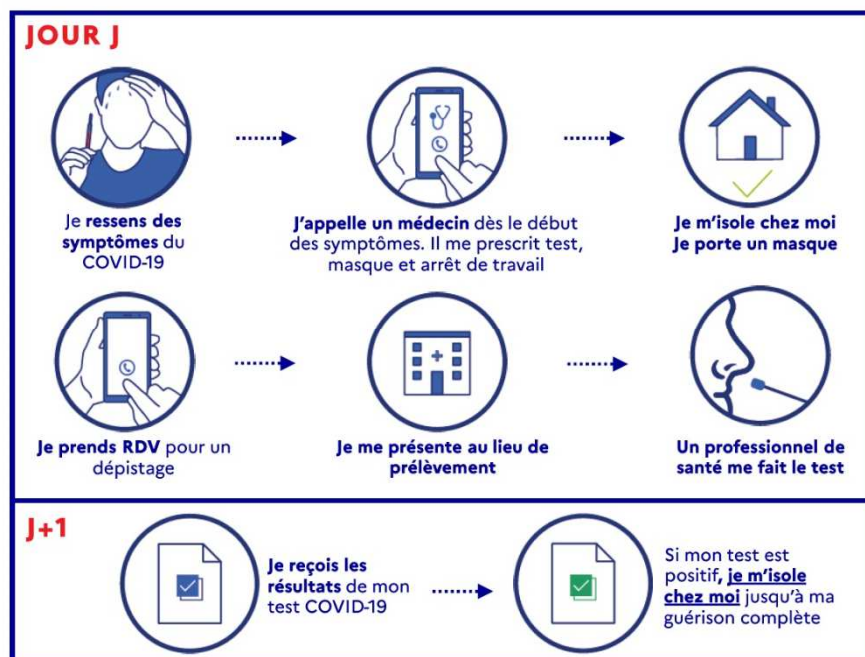 JOUR J
Je ressens des
symptômes du
COVID-19
J'appelle un médecin dès le début
des symptômes. Il me prescrit test,
masque et arrêt de travail
Je m'isole chez moi
Je porte un masque
Je prends RDV pour un
dépistage
Je me présente au lieu de
prélèvement
Un professionnel de
santé me fait le test
J+1
Je reçois les
résultats de mon
test COVID-19
Si mon test est
positif, je m'isole
chez moi jusqu'à ma
guérison complète